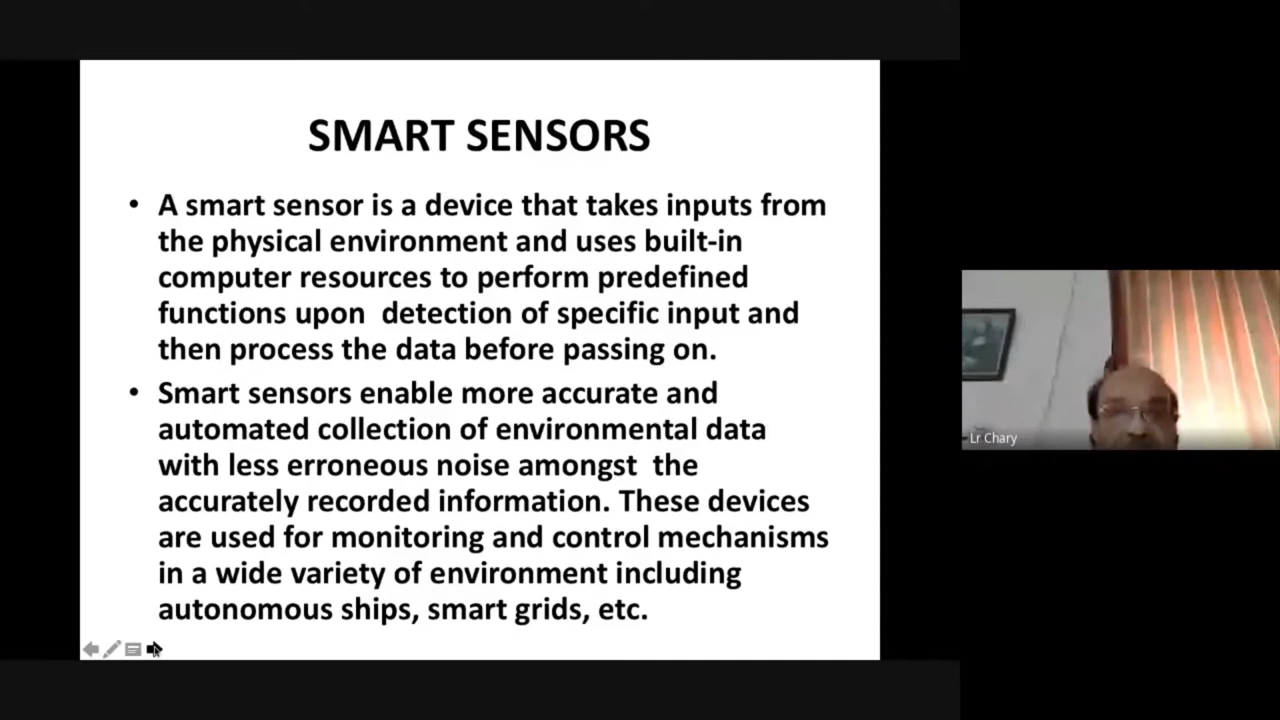 SMART SENSORS
• A smart sensor is a device that takes inputs from
the physical environment and uses built-in
computer resources to perform predefined
functions upon  detection of specific input and
then process the data before passing on.
• Smart sensors enable more accurate and
automated collection of environmental data
with less erroneous noise amongst  the
accurately recorded information. These devices
are used for monitoring and control mechanisms
in a wide variety of environment including
autonomous ships, smart grids, etc.
Lr Chary